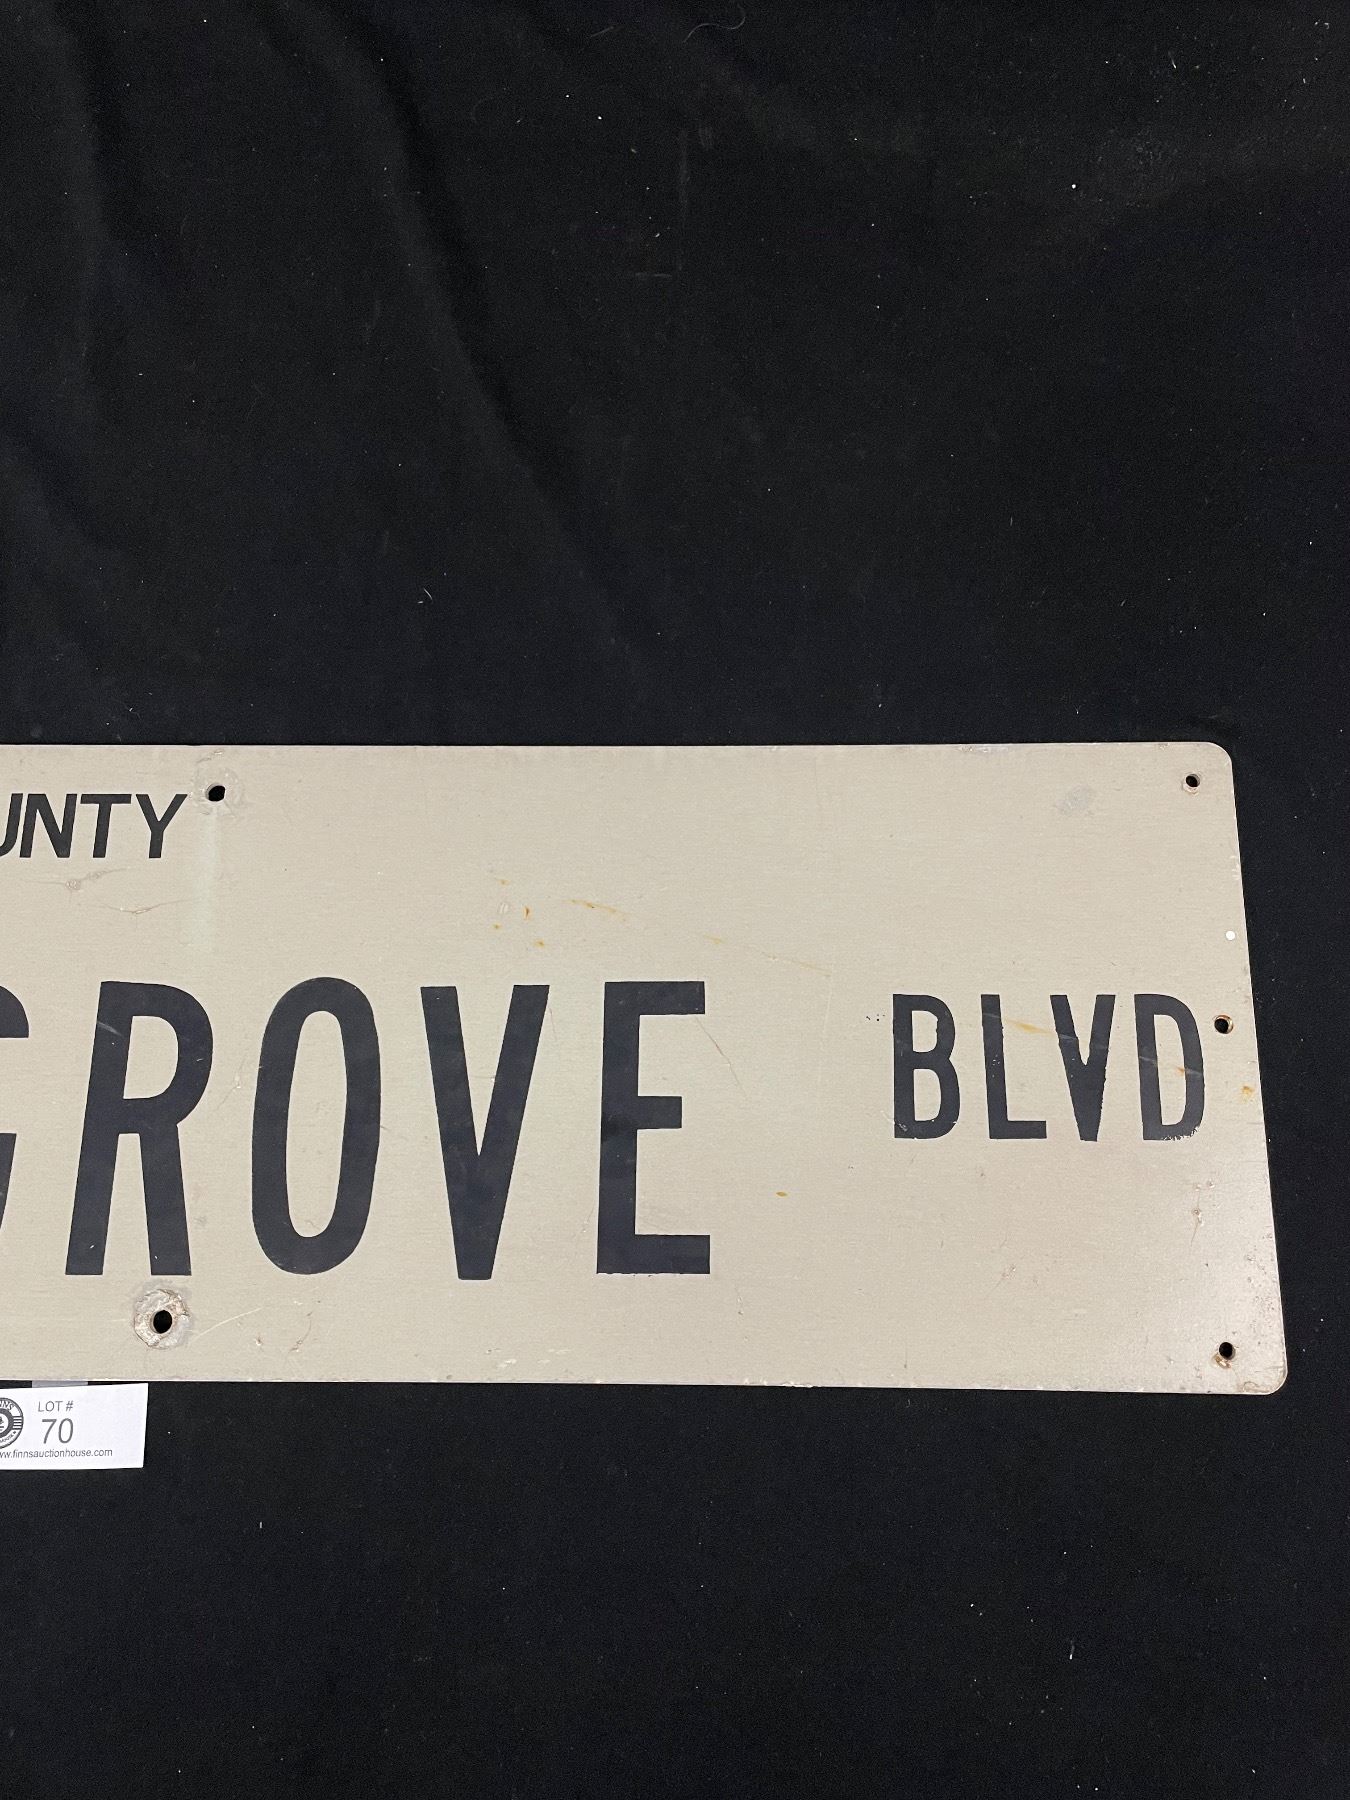 UNTY
GROVE BLVD
LOT #
70
www.finnsauctionhouse.com